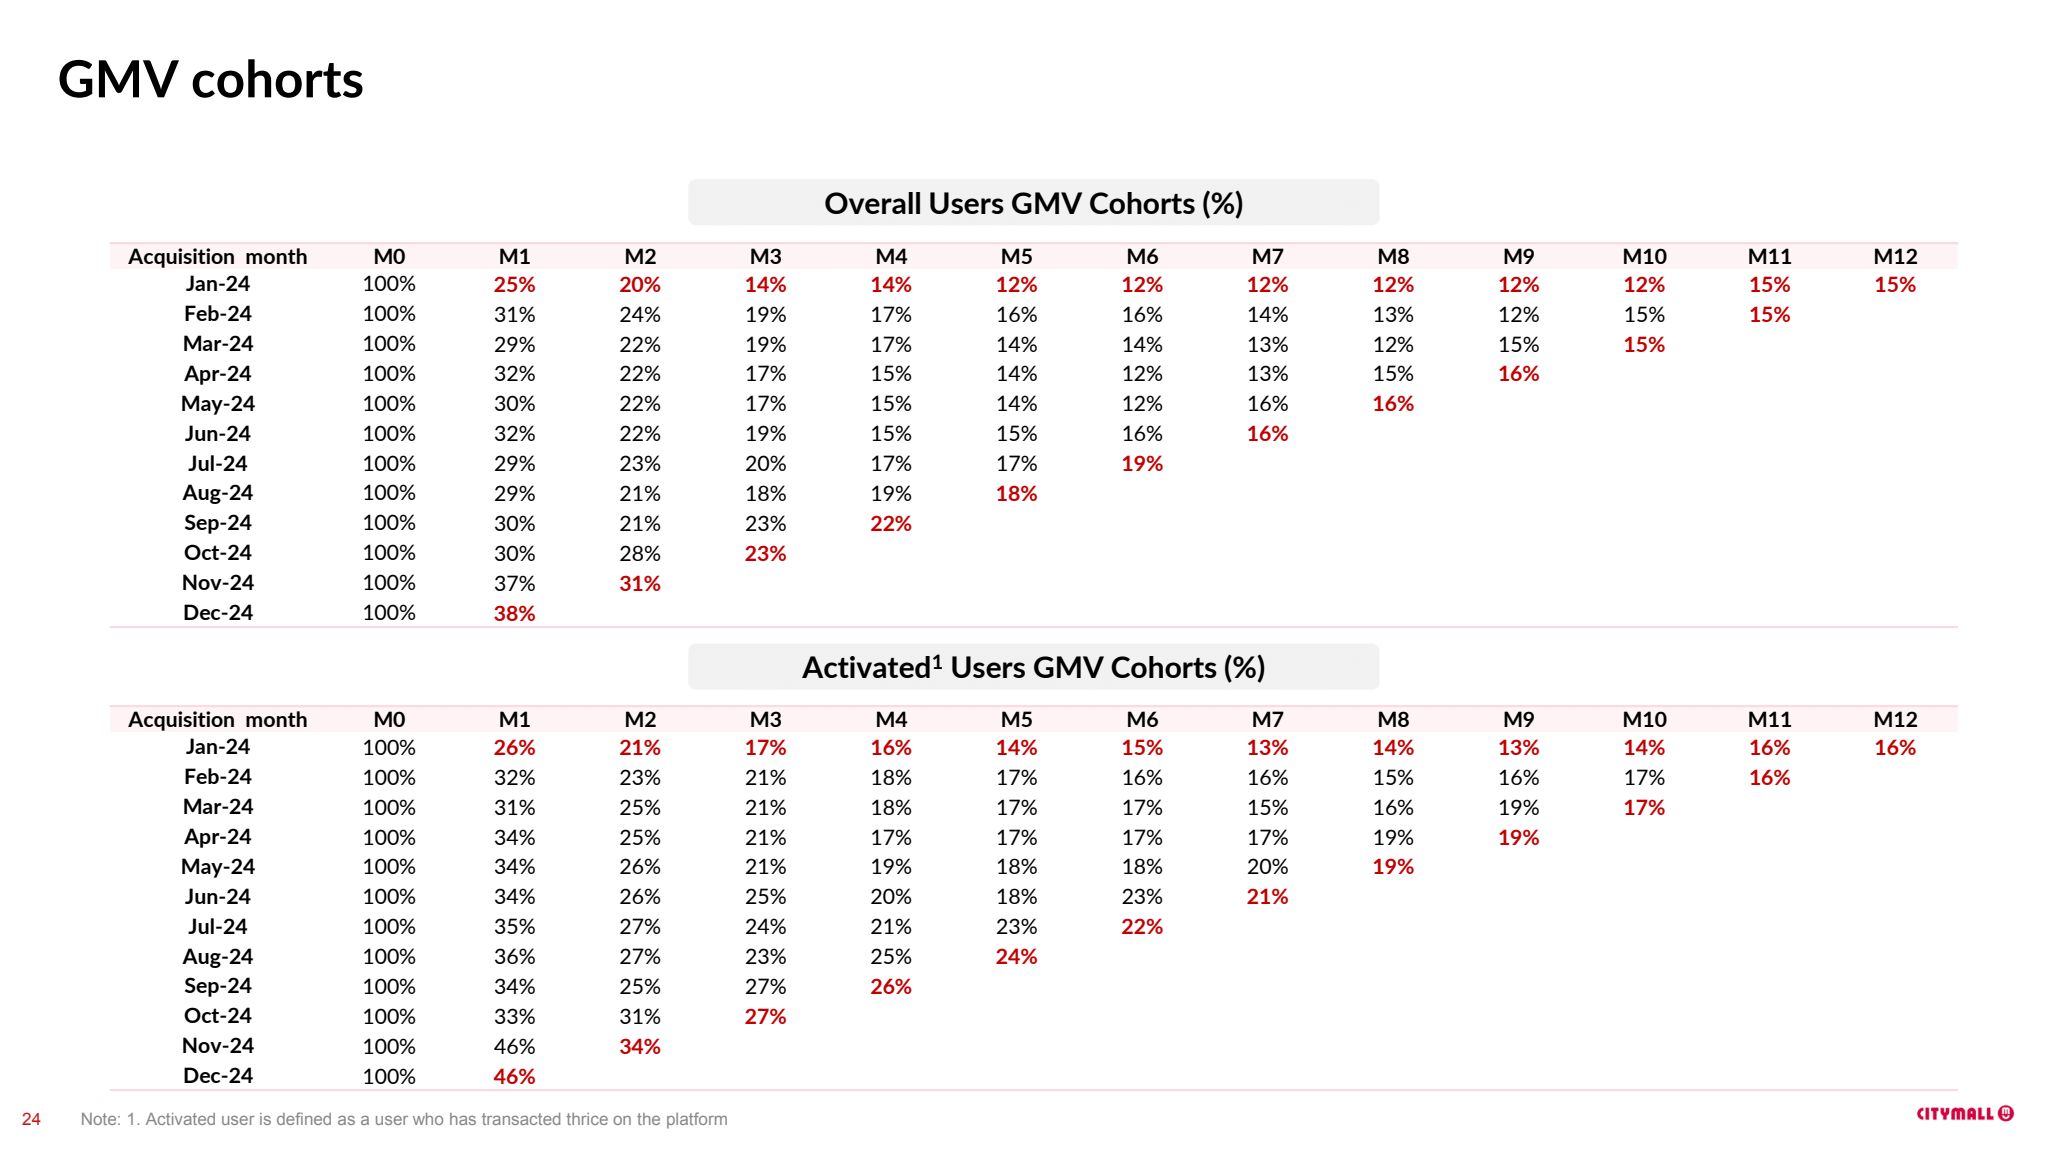 GMV cohorts
Overall Users GMV Cohorts (%)
Acquisition month M0 M1 M2 M3 M4 M5 M6 M7 M8 M9 M10 M11 M12
Jan-24 100% 25% 20% 14% 14% 12% 12% 12% 12% 12% 12% 15% 15%
Feb-24 100% 31% 24% 19% 17% 16% 16% 14% 13% 12% 15% 15%
Mar-24 100% 29% 22% 19% 17% 14% 14% 13% 12% 15% 15%
Apr-24 100% 32% 22% 17% 15% 14% 12% 13% 15% 16%
May-24 100% 30% 22% 17% 15% 14% 12% 16% 16%
Jun-24 100% 32% 22% 19% 15% 15% 16% 16%
Jul-24 100% 29% 23% 20% 17% 17% 19%
Aug-24 100% 29% 21% 18% 19% 18%
Sep-24 100% 30% 21% 23% 22%
Oct-24 100% 30% 28% 23%
Nov-24 100% 37% 31%
Dec-24 100% 38%
Activated¹ Users GMV Cohorts (%)
Acquisition month M0 M1 M2 M3 M4 M5 M6 M7 M8 M9 M10 M11 M12
Jan-24 100% 26% 21% 17% 16% 14% 15% 13% 14% 13% 14% 16% 16%
Feb-24 100% 32% 23% 21% 18% 17% 16% 16% 15% 16% 17% 16%
Mar-24 100% 31% 25% 21% 18% 17% 17% 15% 16% 19% 17%
Apr-24 100% 34% 25% 21% 17% 17% 17% 17% 19% 19%
May-24 100% 34% 26% 21% 19% 18% 18% 20% 19%
Jun-24 100% 34% 26% 25% 20% 18% 23% 21%
Jul-24 100% 35% 27% 24% 21% 23% 22%
Aug-24 100% 36% 27% 23% 25% 24%
Sep-24 100% 34% 25% 27% 26%
Oct-24 100% 33% 31% 27%
Nov-24 100% 46% 34%
Dec-24 100% 46%
24 Note: 1. Activated user is defined as a user who has transacted thrice on the platform
CITYMALL